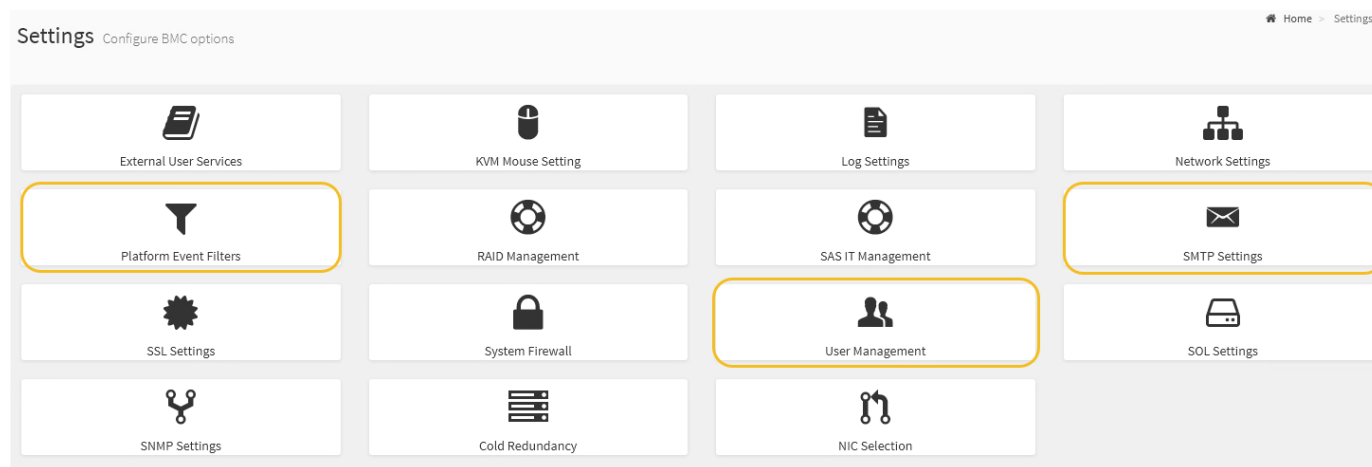 Home > Settings
Settings Configure BMC options
External User Services
KVM Mouse Setting
Log Settings
Network Settings
Platform Event Filters
RAID Management
SAS IT Management
SMTP Settings
SSL Settings
System Firewall
User Management
SOL Settings
SNMP Settings
Cold Redundancy
NIC Selection